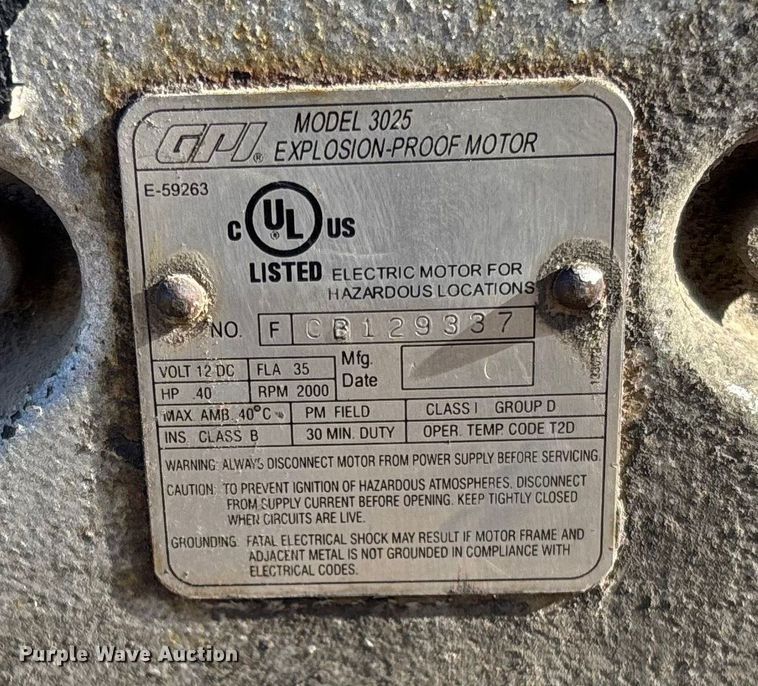 GPI® MODEL 3025
EXPLOSION-PROOF MOTOR
E-59263
C UL® US
LISTED ELECTRIC MOTOR FOR
HAZARDOUS LOCATIONS
NO. F CB129337
VOLT 12 DC FLA 35 Mfg.
HP .40 RPM 2000 Date
MAX AMB. 40°C PM FIELD CLASS I GROUP D
INS. CLASS B 30 MIN. DUTY OPER. TEMP. CODE T2D
WARNING: ALWAYS DISCONNECT MOTOR FROM POWER SUPPLY BEFORE SERVICING.
CAUTION: TO PREVENT IGNITION OF HAZARDOUS ATMOSPHERES, DISCONNECT
FROM SUPPLY CURRENT BEFORE OPENING. KEEP TIGHTLY CLOSED
WHEN CIRCUITS ARE LIVE.
GROUNDING: FATAL ELECTRICAL SHOCK MAY RESULT IF MOTOR FRAME AND
ADJACENT METAL IS NOT GROUNDED IN COMPLIANCE WITH
ELECTRICAL CODES.
Purple Wave Auction